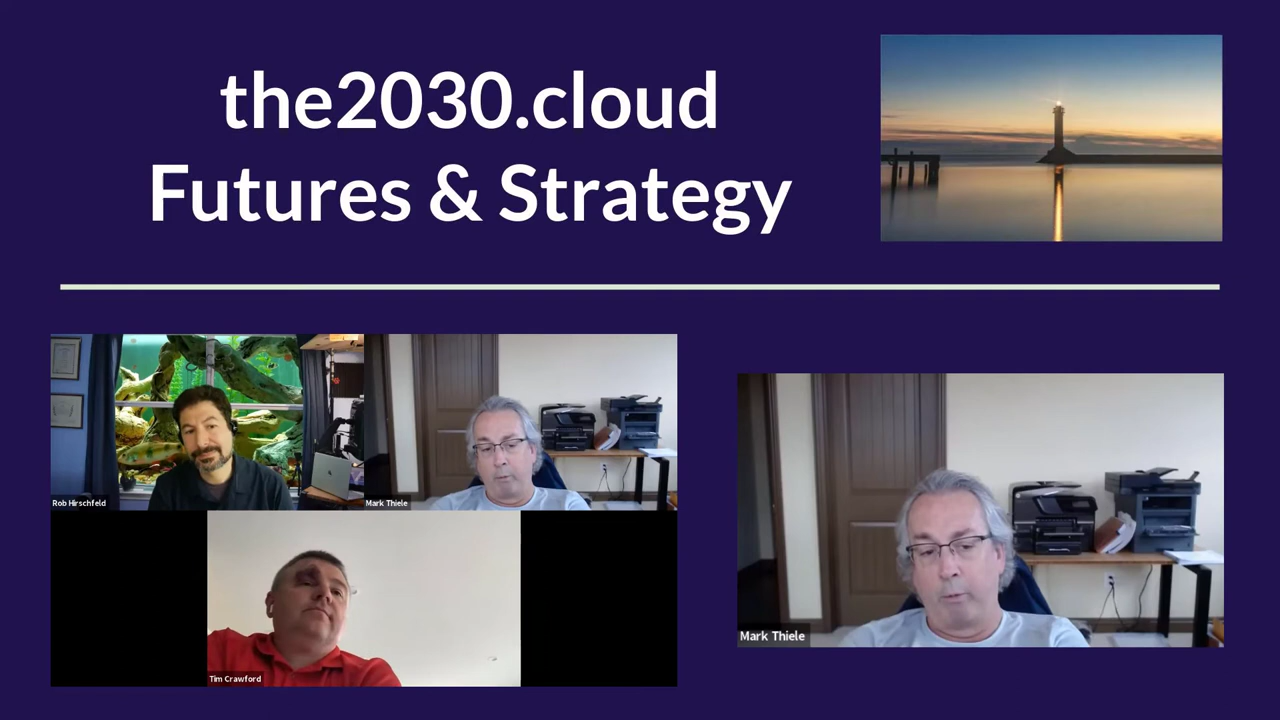 the2030.cloud
Futures & Strategy
Rob Hirschfeld
Mark Thiele
Tim Crawford
Mark Thiele